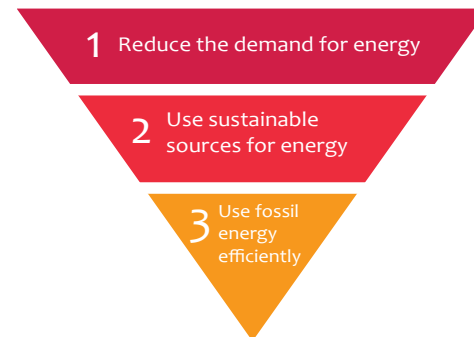 1 Reduce the demand for energy
2 Use sustainable
sources for energy
3 Use fossil
energy
efficiently